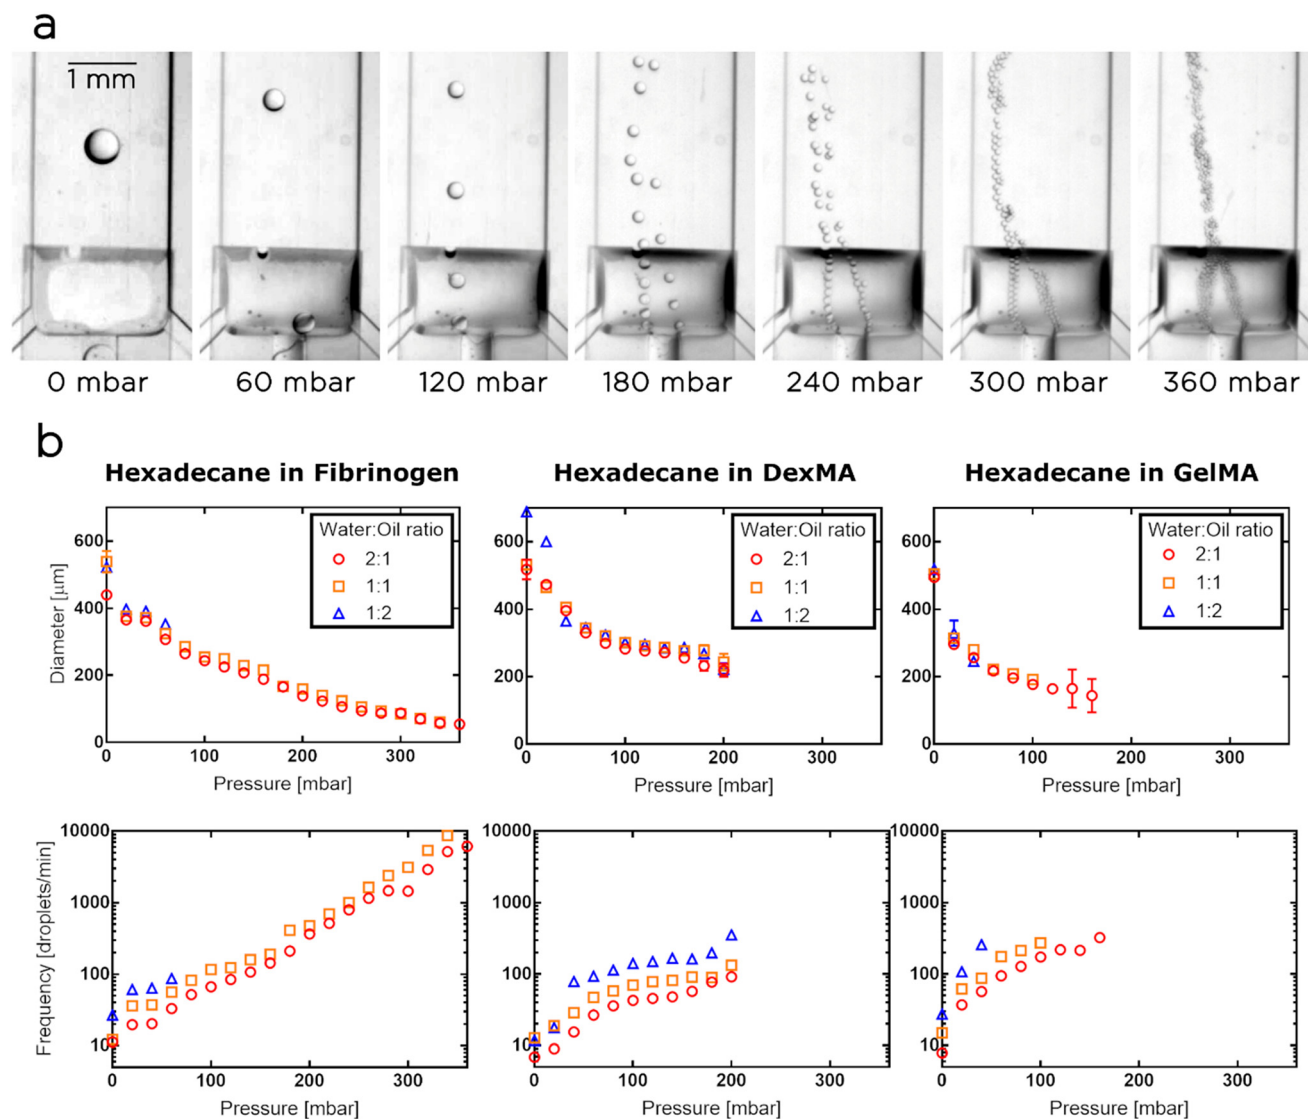 a
1 mm
0 mbar 60 mbar 120 mbar 180 mbar 240 mbar 300 mbar 360 mbar
b
Hexadecane in Fibrinogen
Diameter [µm]
600
400
200
0
0 100 200 300
Pressure [mbar]
Water:Oil ratio
2:1
1:1
1:2
Hexadecane in DexMA
600
400
200
0
0 100 200 300
Pressure [mbar]
Water:Oil ratio
2:1
1:1
1:2
Hexadecane in GelMA
600
400
200
0
0 100 200 300
Pressure [mbar]
Water:Oil ratio
2:1
1:1
1:2
Frequency [droplets/min]
10000
1000
100
10
0 100 200 300
Pressure [mbar]
10000
1000
100
10
0 100 200 300
Pressure [mbar]
10000
1000
100
10
0 100 200 300
Pressure [mbar]